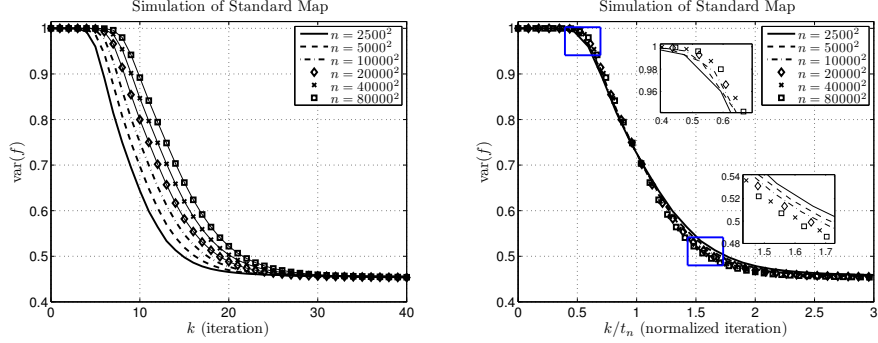 Simulation of Standard Map
var(f)
1
0.9
0.8
0.7
0.6
0.5
0.4
0 10 20 30 40
k (iteration)
n = 2500²
n = 5000²
n = 10000²
n = 20000²
n = 40000²
n = 80000²
Simulation of Standard Map
var(f)
1
0.9
0.8
0.7
0.6
0.5
0.4
0 0.5 1 1.5 2 2.5 3
k/tₙ (normalized iteration)
n = 2500²
n = 5000²
n = 10000²
n = 20000²
n = 40000²
n = 80000²
1
0.98
0.96
0.4 0.5 0.6
0.54
0.52
0.5
0.48
1.5 1.6 1.7